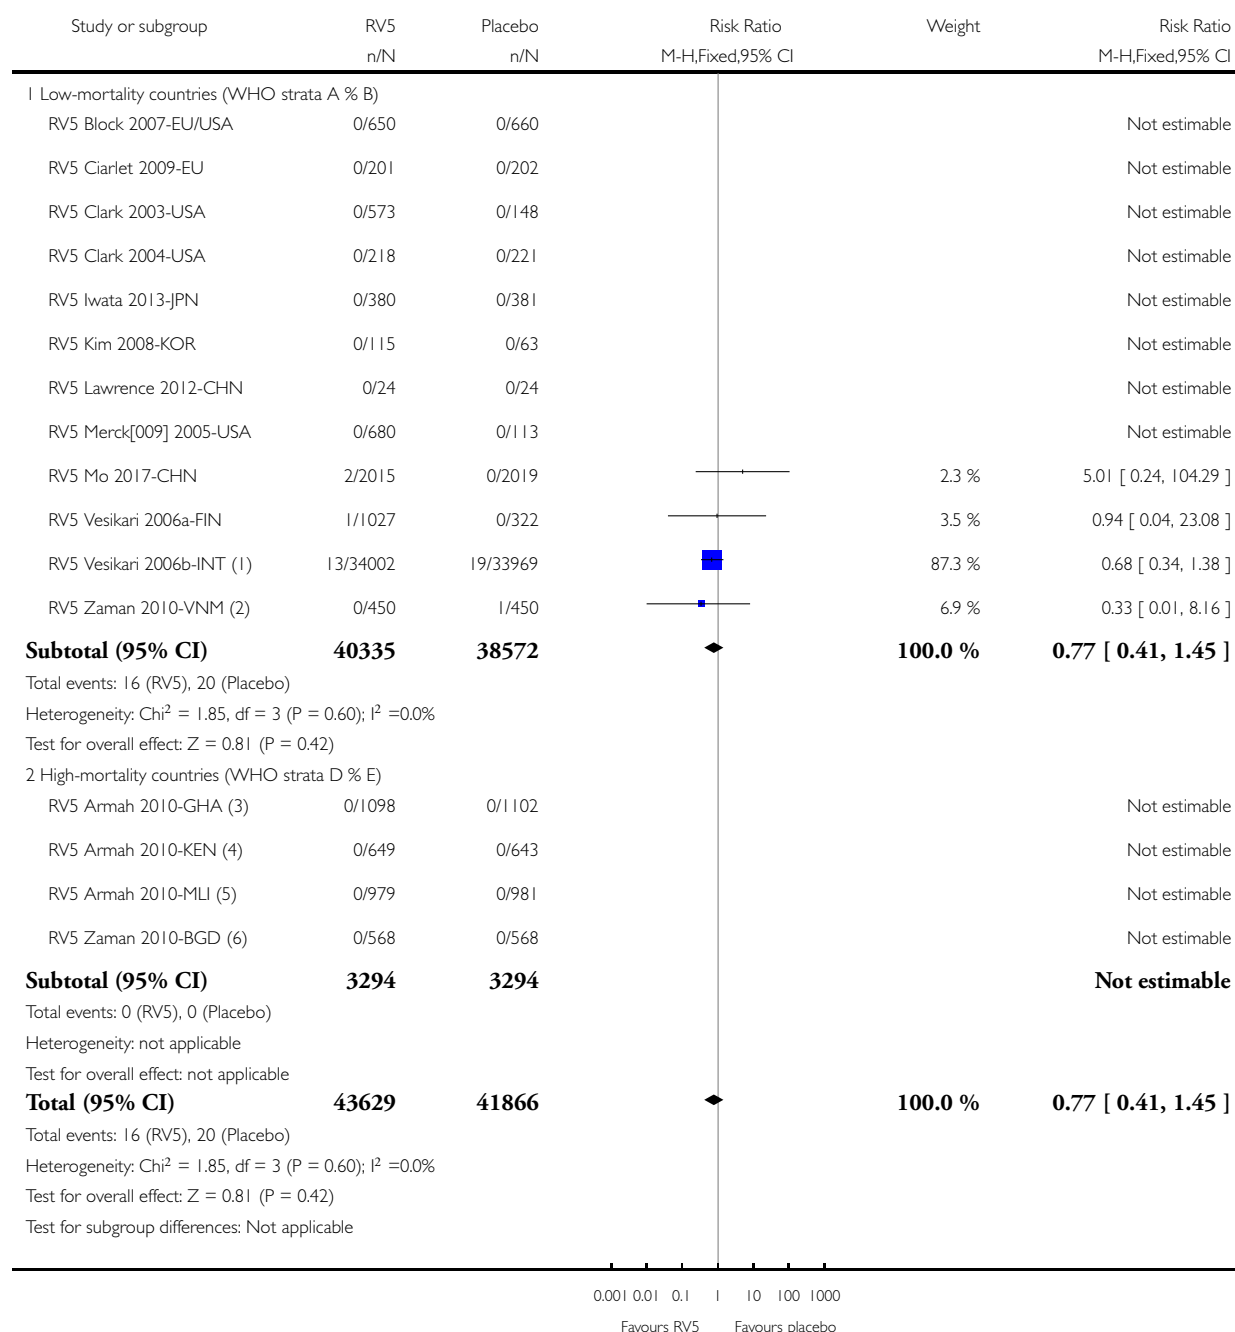 Study or subgroup RV5 Placebo Risk Ratio Weight Risk Ratio
n/N n/N M-H,Fixed,95% CI M-H,Fixed,95% CI
1 Low-mortality countries (WHO strata A % B)
RV5 Block 2007-EU/USA 0/650 0/660 Not estimable
RV5 Ciarlet 2009-EU 0/201 0/202 Not estimable
RV5 Clark 2003-USA 0/573 0/148 Not estimable
RV5 Clark 2004-USA 0/218 0/221 Not estimable
RV5 Iwata 2013-JPN 0/380 0/381 Not estimable
RV5 Kim 2008-KOR 0/115 0/63 Not estimable
RV5 Lawrence 2012-CHN 0/24 0/24 Not estimable
RV5 Merck[009] 2005-USA 0/680 0/113 Not estimable
RV5 Mo 2017-CHN 2/2015 0/2019 2.3 % 5.01 [ 0.24, 104.29 ]
RV5 Vesikari 2006a-FIN 1/1027 0/322 3.5 % 0.94 [ 0.04, 23.08 ]
RV5 Vesikari 2006b-INT (1) 13/34002 19/33969 87.3 % 0.68 [ 0.34, 1.38 ]
RV5 Zaman 2010-VNM (2) 0/450 1/450 6.9 % 0.33 [ 0.01, 8.16 ]
Subtotal (95% CI) 40335 38572 100.0 % 0.77 [ 0.41, 1.45 ]
Total events: 16 (RV5), 20 (Placebo)
Heterogeneity: Chi² = 1.85, df = 3 (P = 0.60); I² =0.0%
Test for overall effect: Z = 0.81 (P = 0.42)
2 High-mortality countries (WHO strata D % E)
RV5 Armah 2010-GHA (3) 0/1098 0/1102 Not estimable
RV5 Armah 2010-KEN (4) 0/649 0/643 Not estimable
RV5 Armah 2010-MLI (5) 0/979 0/981 Not estimable
RV5 Zaman 2010-BGD (6) 0/568 0/568 Not estimable
Subtotal (95% CI) 3294 3294 Not estimable
Total events: 0 (RV5), 0 (Placebo)
Heterogeneity: not applicable
Test for overall effect: not applicable
Total (95% CI) 43629 41866 100.0 % 0.77 [ 0.41, 1.45 ]
Total events: 16 (RV5), 20 (Placebo)
Heterogeneity: Chi² = 1.85, df = 3 (P = 0.60); I² =0.0%
Test for overall effect: Z = 0.81 (P = 0.42)
Test for subgroup differences: Not applicable
0.001 0.01 0.1 1 10 100 1000
Favours RV5 Favours placebo